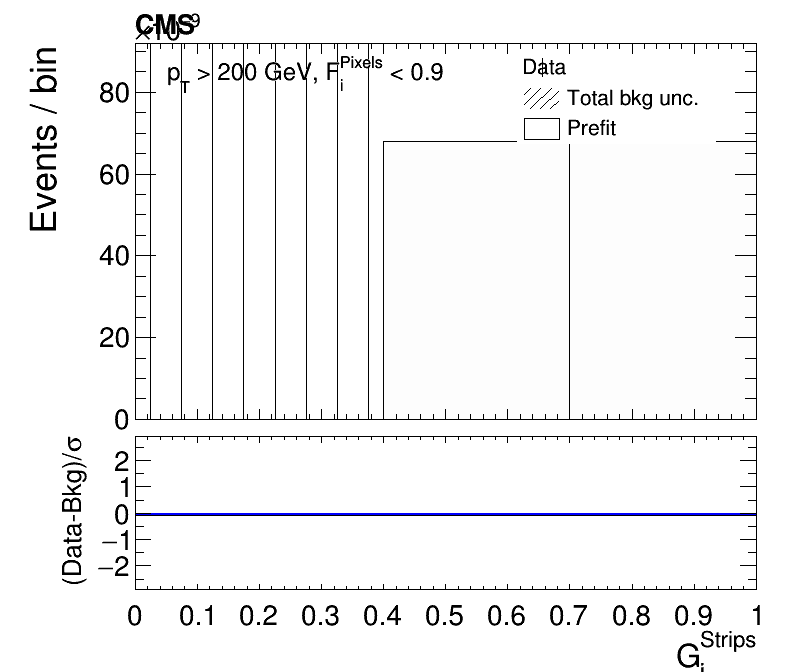 CMS
p_T > 200 GeV, F_i^Pixels < 0.9
Data
Total bkg unc.
Prefit
Events / bin
80
60
40
20
0
(Data-Bkg)/σ
2
1
0
−1
−2
0 0.1 0.2 0.3 0.4 0.5 0.6 0.7 0.8 0.9 1
G_i^Strips